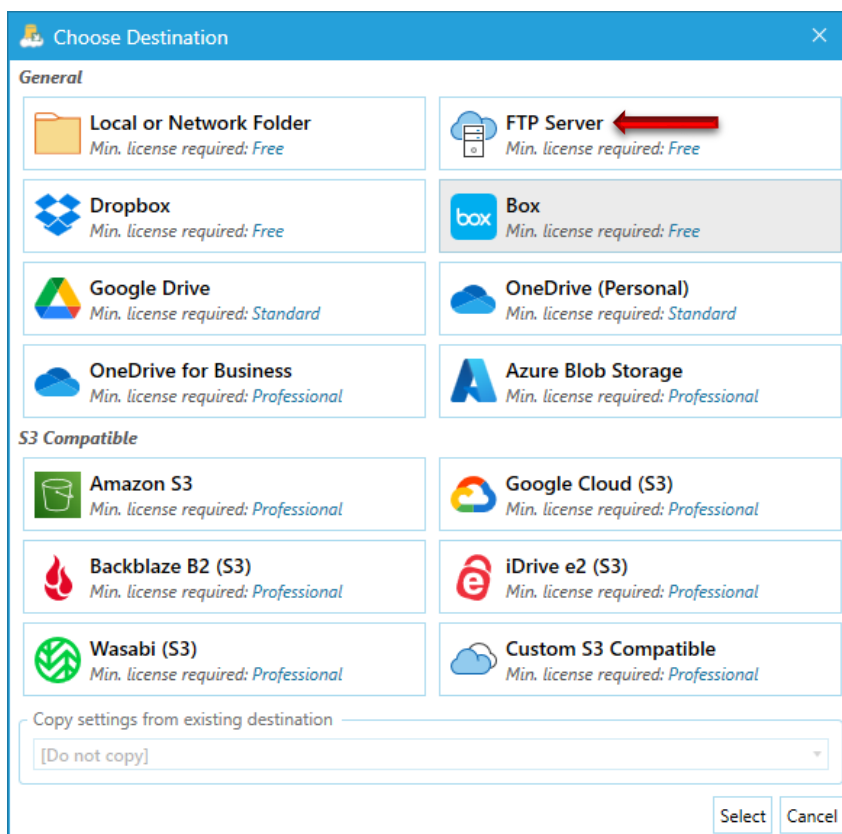 Choose Destination
General
Local or Network Folder
Min. license required: Free
FTP Server
Min. license required: Free
Dropbox
Min. license required: Free
box
Box
Min. license required: Free
Google Drive
Min. license required: Standard
OneDrive (Personal)
Min. license required: Standard
OneDrive for Business
Min. license required: Professional
Azure Blob Storage
Min. license required: Professional
S3 Compatible
Amazon S3
Min. license required: Professional
Google Cloud (S3)
Min. license required: Professional
Backblaze B2 (S3)
Min. license required: Professional
e
iDrive e2 (S3)
Min. license required: Professional
Wasabi (S3)
Min. license required: Professional
Custom S3 Compatible
Min. license required: Professional
Copy settings from existing destination
[Do not copy]
Select
Cancel